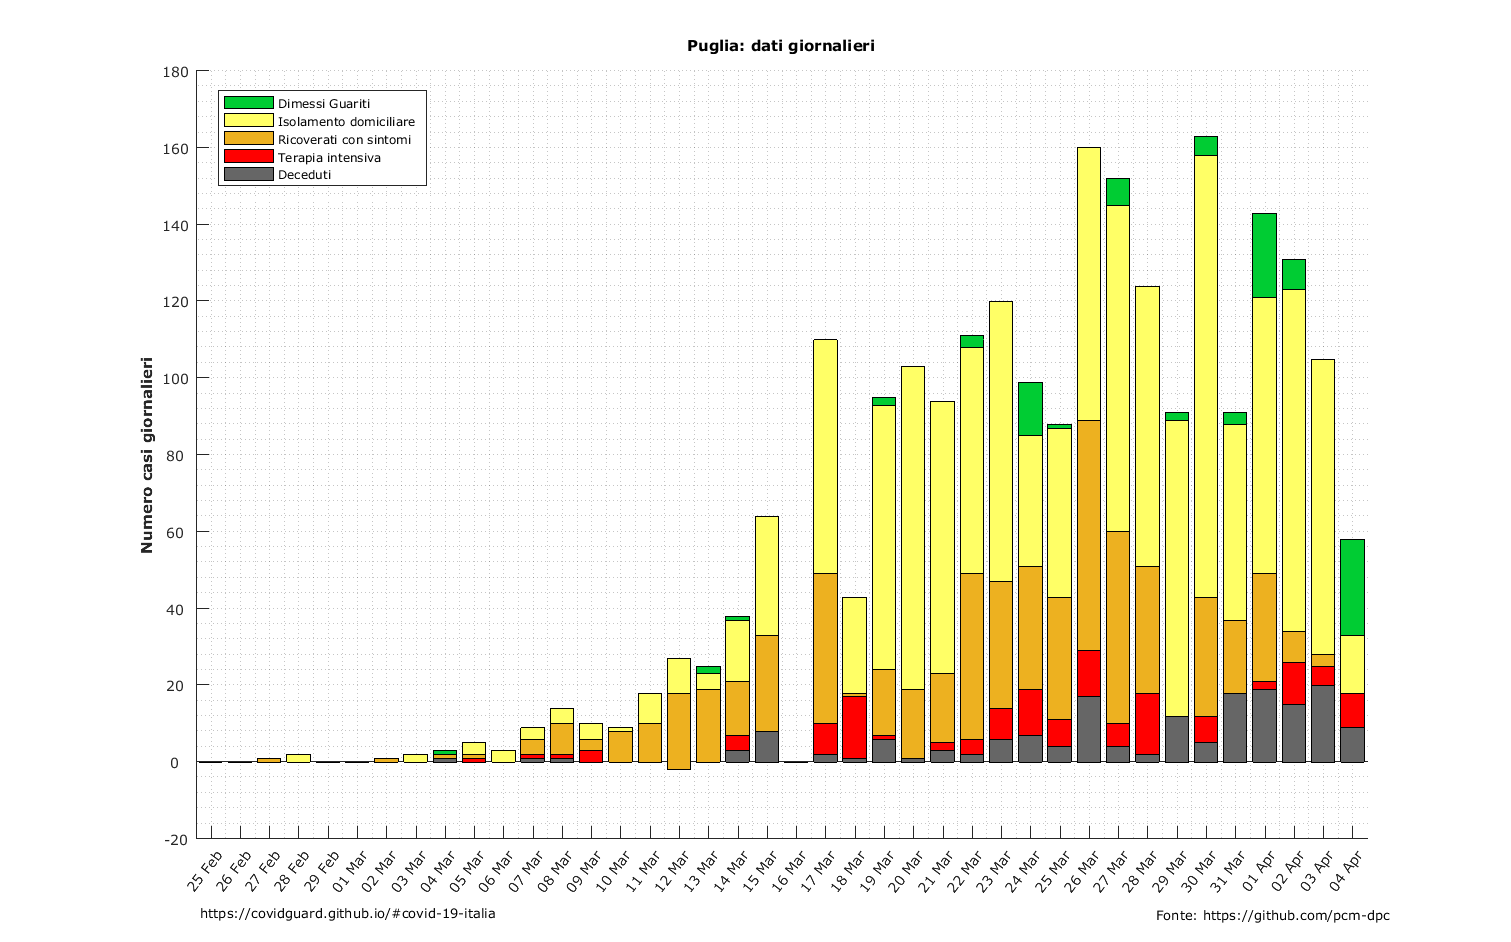 Puglia: dati giornalieri
180
160
140
120
100
80
60
40
20
0
-20
Numero casi giornalieri
Dimessi Guariti
Isolamento domiciliare
Ricoverati con sintomi
Terapia intensiva
Deceduti
25 Feb
26 Feb
27 Feb
28 Feb
29 Feb
01 Mar
02 Mar
03 Mar
04 Mar
05 Mar
06 Mar
07 Mar
08 Mar
09 Mar
10 Mar
11 Mar
12 Mar
13 Mar
14 Mar
15 Mar
16 Mar
17 Mar
18 Mar
19 Mar
20 Mar
21 Mar
22 Mar
23 Mar
24 Mar
25 Mar
26 Mar
27 Mar
28 Mar
29 Mar
30 Mar
31 Mar
01 Apr
02 Apr
03 Apr
04 Apr
https://covidguard.github.io/#covid-19-italia
Fonte: https://github.com/pcm-dpc